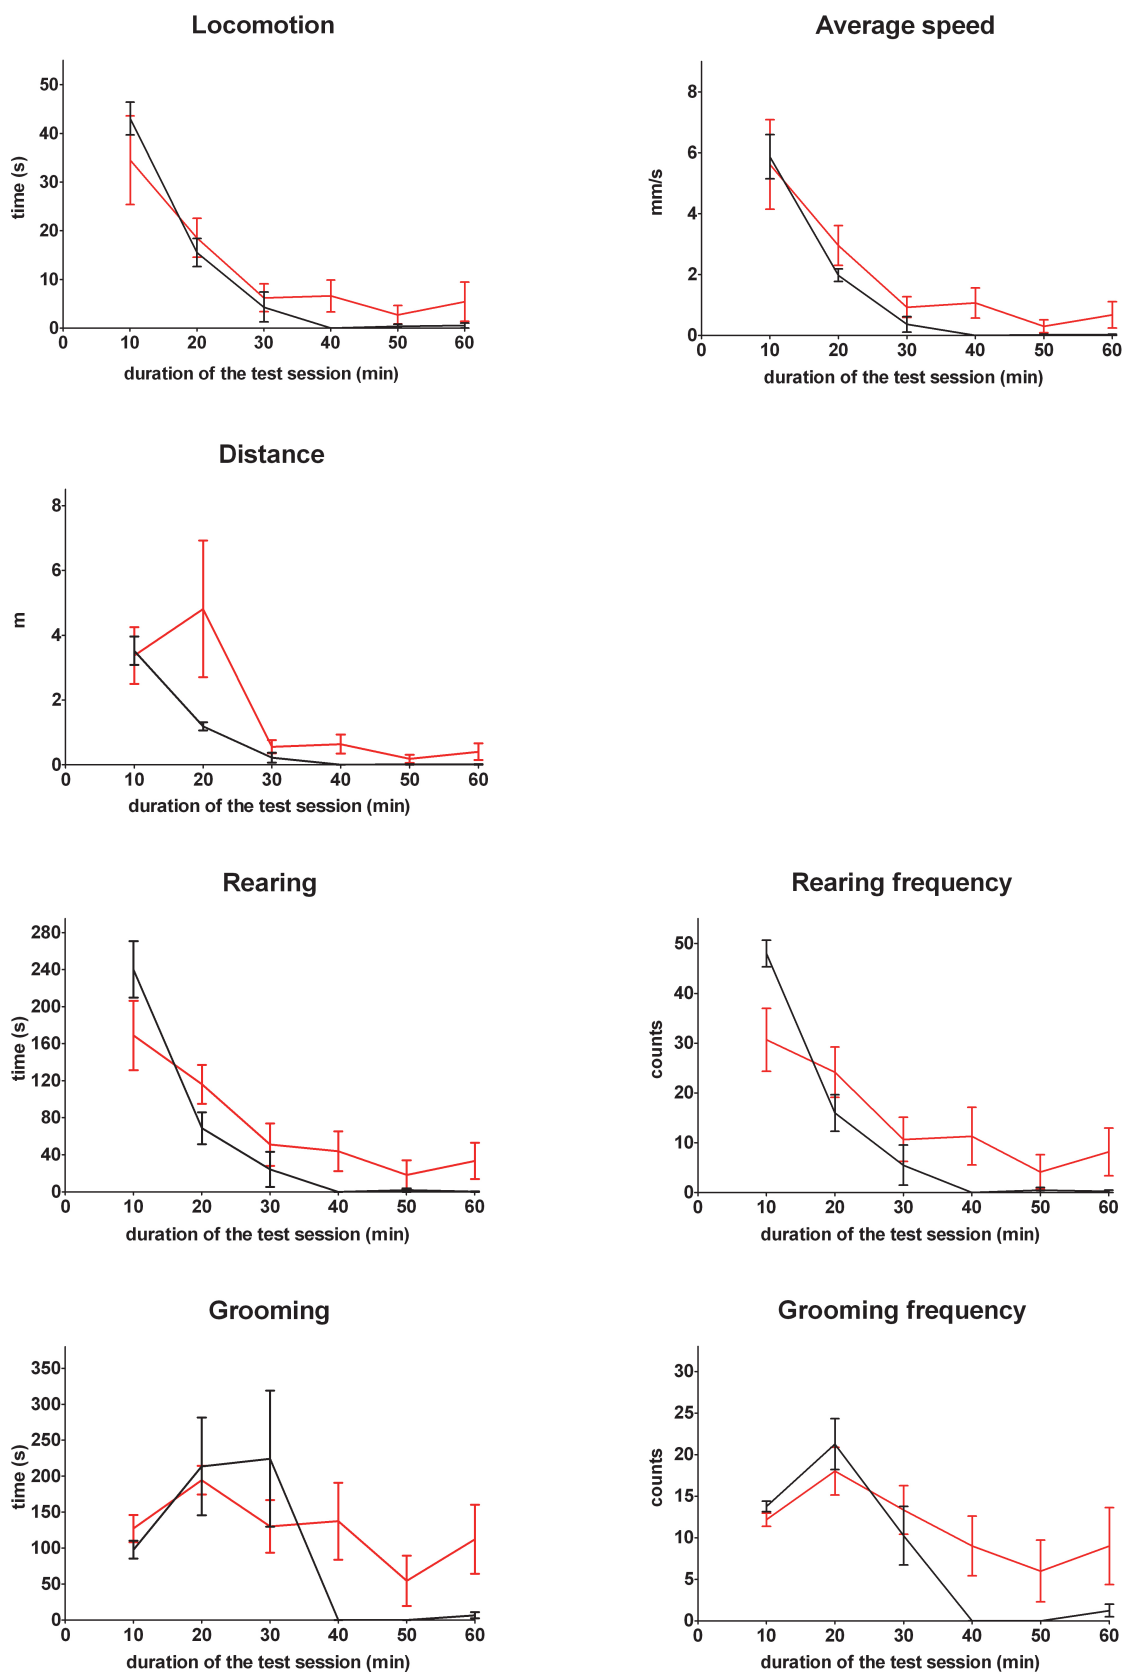 Locomotion
time (s)
50
40
30
20
10
0
0 10 20 30 40 50 60
duration of the test session (min)
Average speed
mm/s
8
6
4
2
0
0 10 20 30 40 50 60
duration of the test session (min)
Distance
m
8
6
4
2
0
0 10 20 30 40 50 60
duration of the test session (min)
Rearing
time (s)
280
240
200
160
120
80
40
0
0 10 20 30 40 50 60
duration of the test session (min)
Rearing frequency
counts
50
40
30
20
10
0
0 10 20 30 40 50 60
duration of the test session (min)
Grooming
time (s)
350
300
250
200
150
100
50
0
0 10 20 30 40 50 60
duration of the test session (min)
Grooming frequency
counts
30
25
20
15
10
5
0
0 10 20 30 40 50 60
duration of the test session (min)